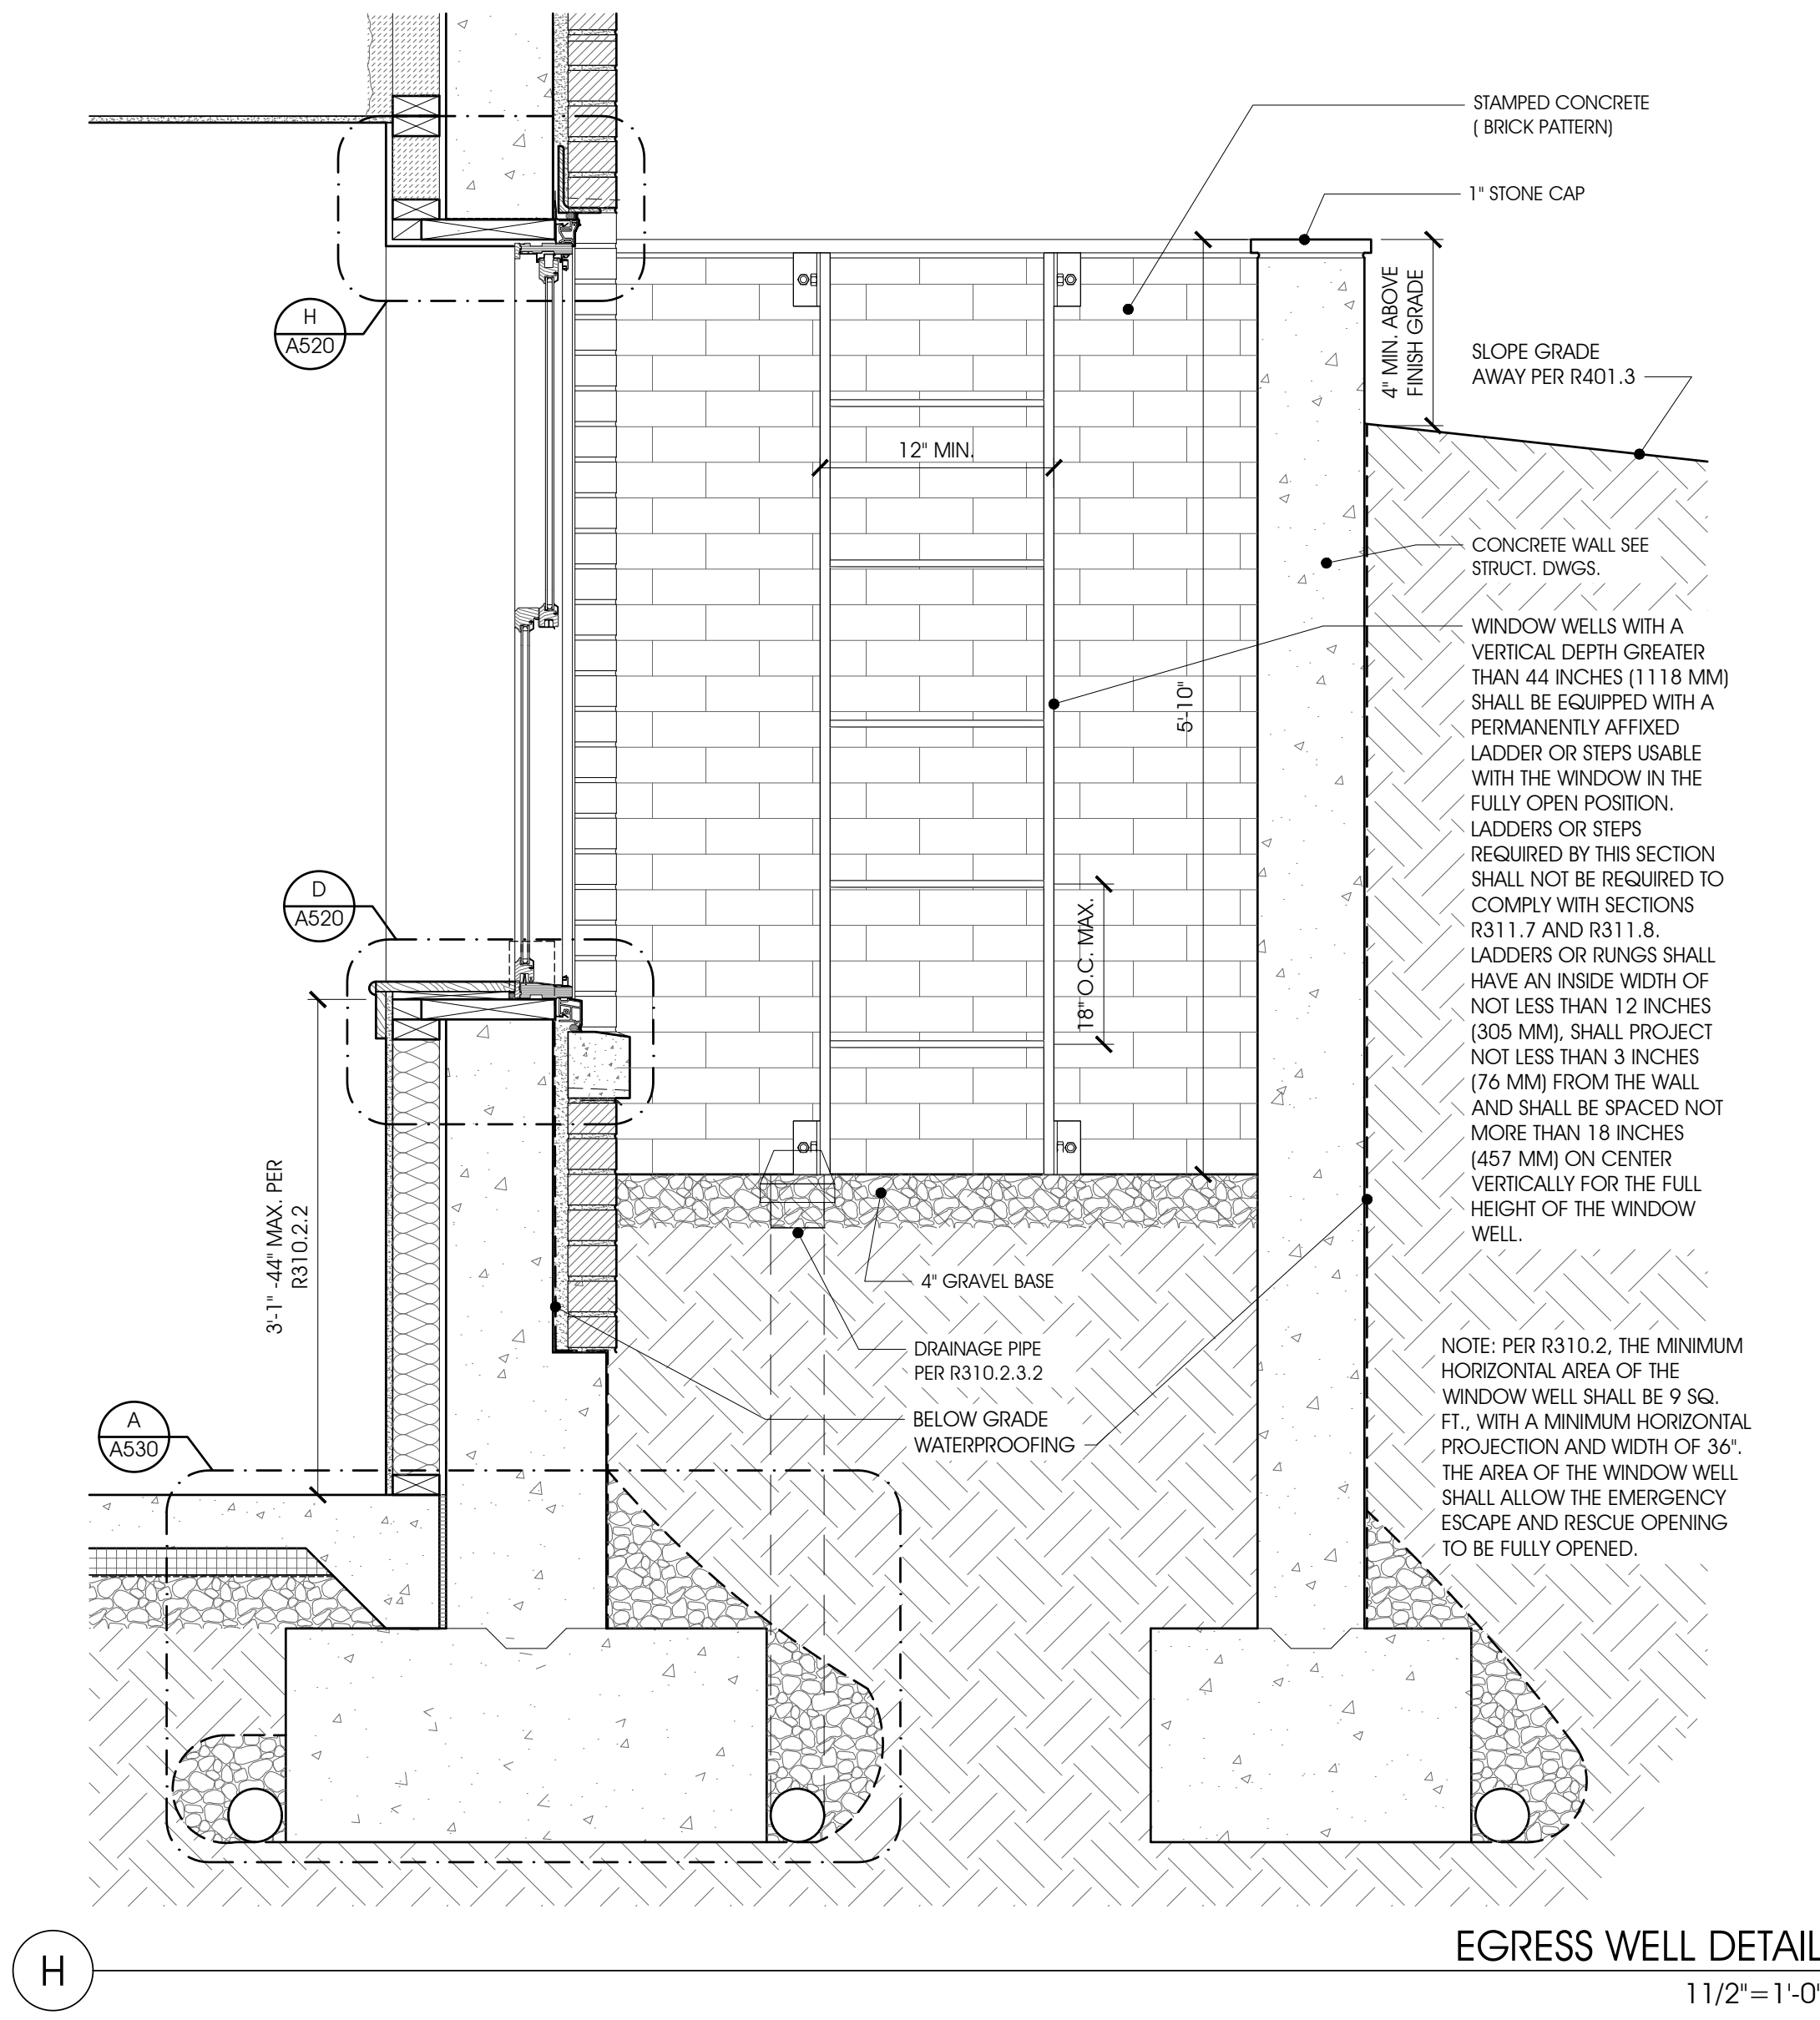 STAMPED CONCRETE
( BRICK PATTERN)
1" STONE CAP
4" MIN. ABOVE
FINISH GRADE
H
A520
SLOPE GRADE
AWAY PER R401.3
12" MIN.
CONCRETE WALL SEE
STRUCT. DWGS.
WINDOW WELLS WITH A
VERTICAL DEPTH GREATER
THAN 44 INCHES (1118 MM)
SHALL BE EQUIPPED WITH A
PERMANENTLY AFFIXED
LADDER OR STEPS USABLE
WITH THE WINDOW IN THE
FULLY OPEN POSITION.
LADDERS OR STEPS
REQUIRED BY THIS SECTION
SHALL NOT BE REQUIRED TO
COMPLY WITH SECTIONS
R311.7 AND R311.8.
LADDERS OR RUNGS SHALL
HAVE AN INSIDE WIDTH OF
NOT LESS THAN 12 INCHES
(305 MM), SHALL PROJECT
NOT LESS THAN 3 INCHES
(76 MM) FROM THE WALL
AND SHALL BE SPACED NOT
MORE THAN 18 INCHES
(457 MM) ON CENTER
VERTICALLY FOR THE FULL
HEIGHT OF THE WINDOW
WELL.
5'-10"
D
A520
18" O.C. MAX.
3'-1" -44" MAX. PER
R310.2.2
4" GRAVEL BASE
DRAINAGE PIPE
PER R310.2.3.2
BELOW GRADE
WATERPROOFING
NOTE: PER R310.2, THE MINIMUM
HORIZONTAL AREA OF THE
WINDOW WELL SHALL BE 9 SQ.
FT., WITH A MINIMUM HORIZONTAL
PROJECTION AND WIDTH OF 36".
THE AREA OF THE WINDOW WELL
SHALL ALLOW THE EMERGENCY
ESCAPE AND RESCUE OPENING
TO BE FULLY OPENED.
A
A530
H
EGRESS WELL DETAIL
11/2"=1'-0"